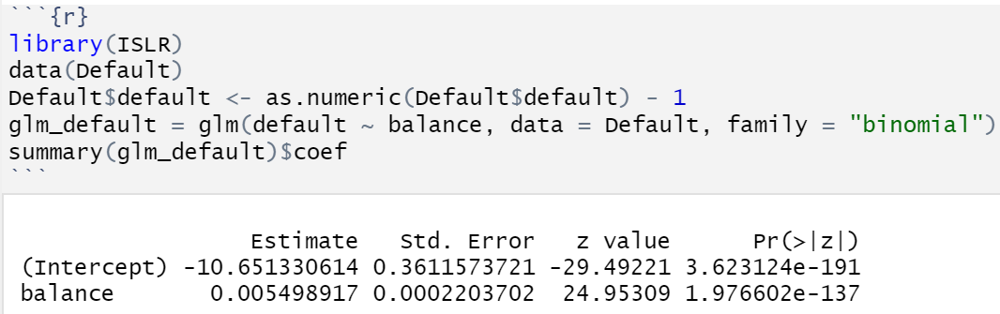 ```{r}
library(ISLR)
data(Default)
Default$default <- as.numeric(Default$default) - 1
glm_default = glm(default ~ balance, data = Default, family = "binomial")
summary(glm_default)$coef
```
Estimate Std. Error z value Pr(>|z|)
(Intercept) -10.651330614 0.3611573721 -29.49221 3.623124e-191
balance 0.005498917 0.0002203702 24.95309 1.976602e-137